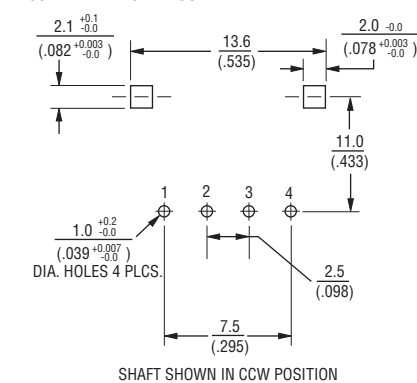 2.1 +0.1 -0.0
(.082 +0.003 -0.0 )
13.6
(.535)
2.0 -0.0
(.078 +0.003 -0.0 )
11.0
(.433)
1 2 3 4
1.0 +0.2 -0.0
(.039 +0.007 -0.0 )
DIA. HOLES 4 PLCS.
2.5
(.098)
7.5
(.295)
SHAFT SHOWN IN CCW POSITION